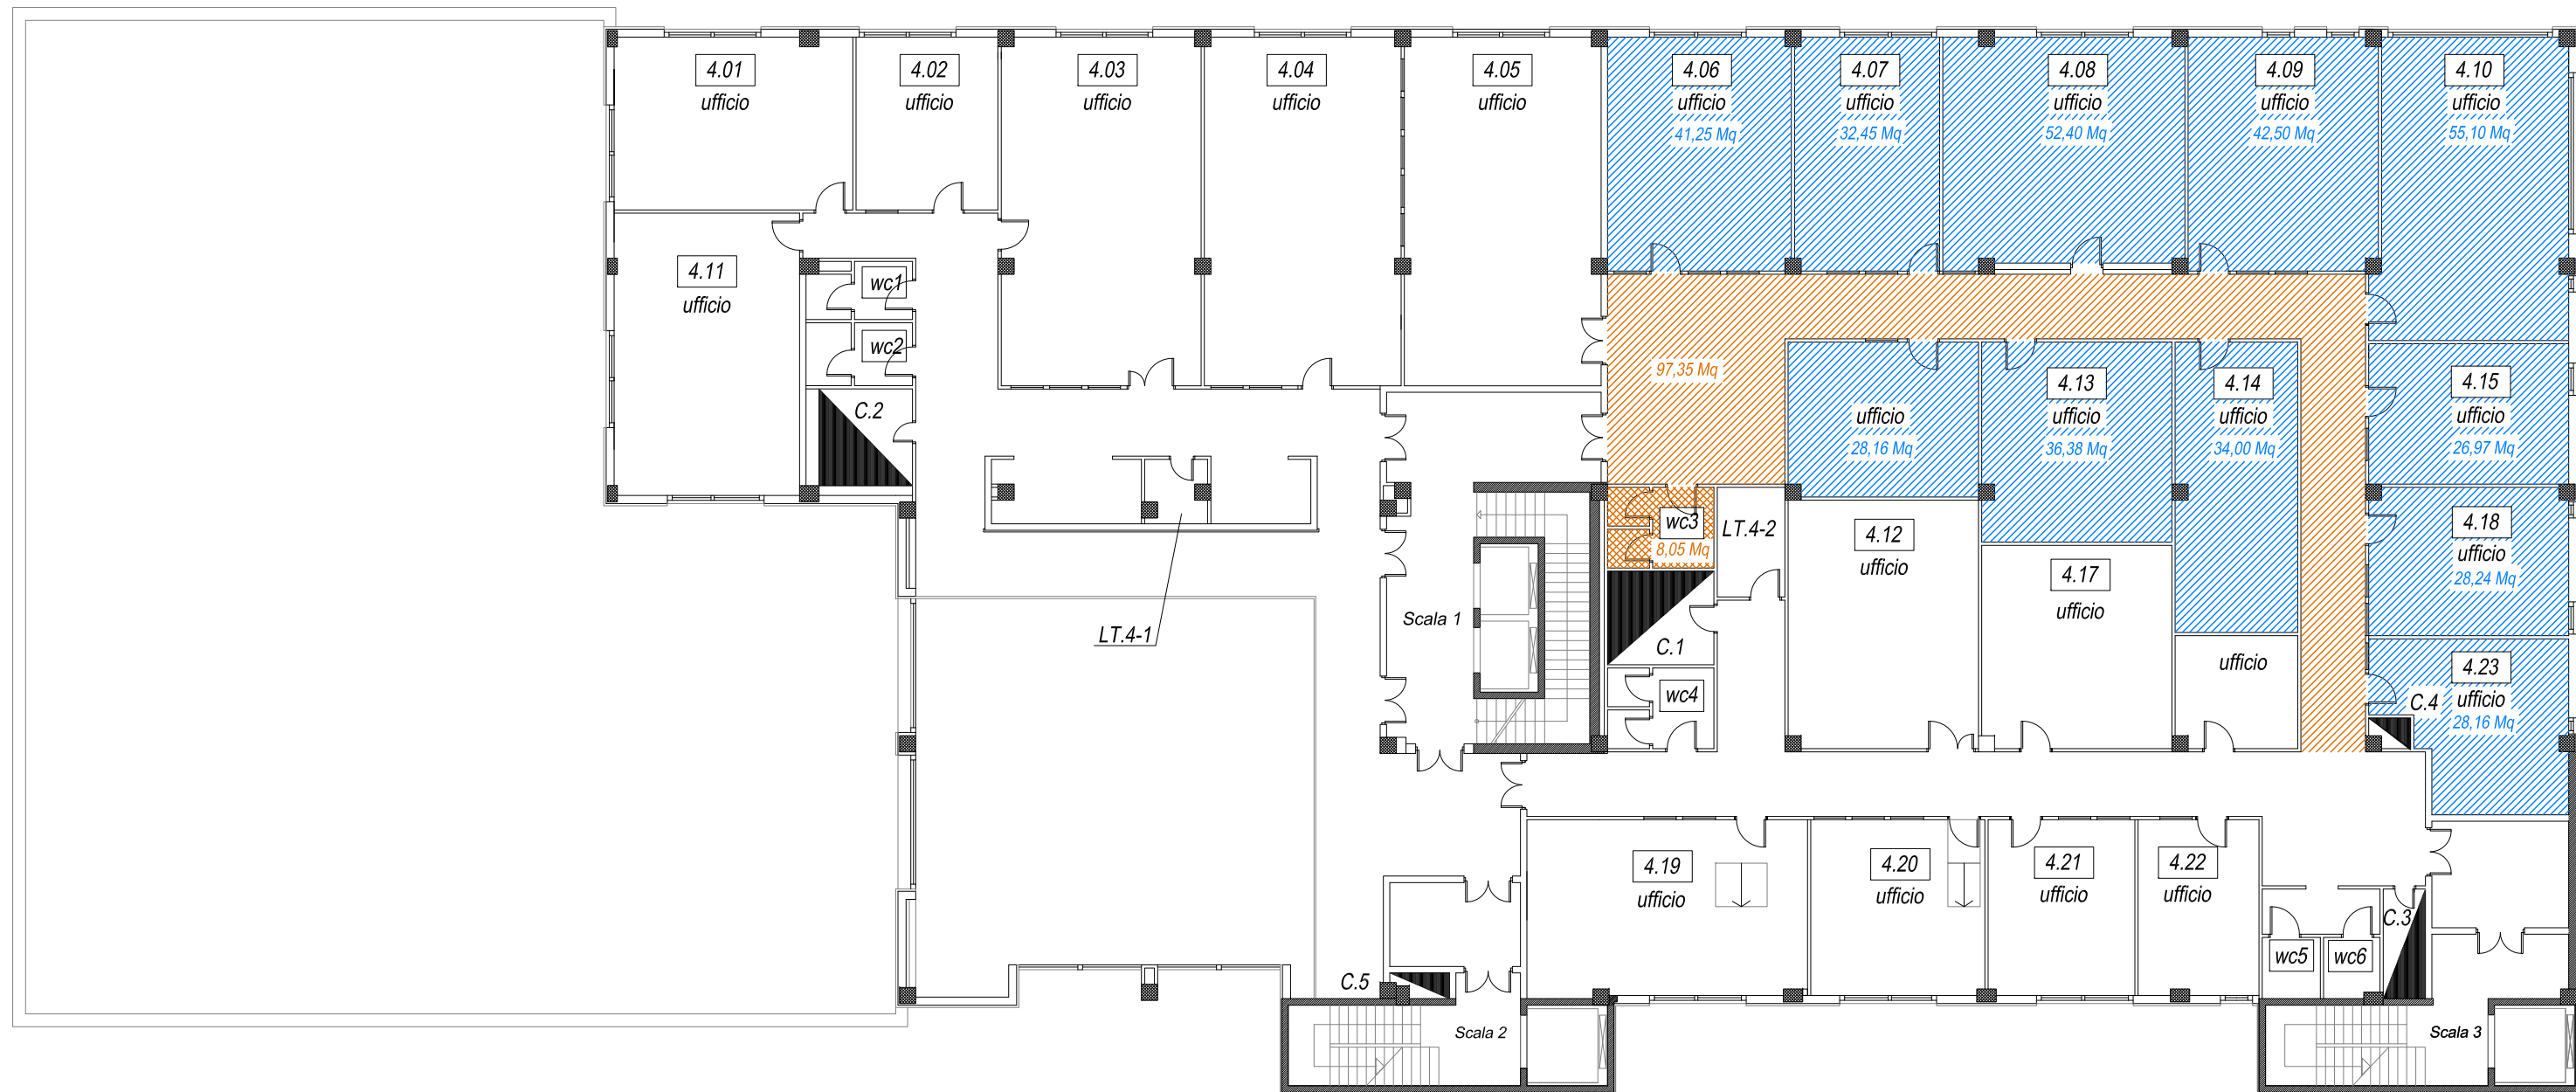 4.01
ufficio
4.02
ufficio
4.03
ufficio
4.04
ufficio
4.05
ufficio
4.06
ufficio
41,25 Mq
4.07
ufficio
32,45 Mq
4.08
ufficio
52,40 Mq
4.09
ufficio
42,50 Mq
4.10
ufficio
55,10 Mq
4.11
ufficio
wc1
wc2
C.2
97,35 Mq
ufficio
28,16 Mq
4.13
ufficio
36,38 Mq
4.14
ufficio
34,00 Mq
4.15
ufficio
26,97 Mq
wc3
8,05 Mq
LT.4-2
4.12
ufficio
4.17
ufficio
4.18
ufficio
28,24 Mq
LT.4-1
Scala 1
C.1
wc4
ufficio
4.23
ufficio
28,16 Mq
C.4
4.19
ufficio
4.20
ufficio
4.21
ufficio
4.22
ufficio
C.3
wc5
wc6
C.5
Scala 2
Scala 3